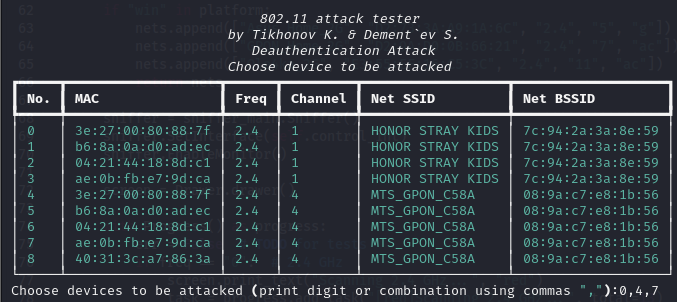 802.11 attack tester
by Tikhonov K. & Dement`ev S.
Deauthentication Attack
Choose device to be attacked
No. MAC Freq Channel Net SSID Net BSSID
0 3e:27:00:80:88:7f 2.4 1 HONOR STRAY KIDS 7c:94:2a:3a:8e:59
1 b6:8a:0a:d0:ad:ec 2.4 1 HONOR STRAY KIDS 7c:94:2a:3a:8e:59
2 04:21:44:18:8d:c1 2.4 1 HONOR STRAY KIDS 7c:94:2a:3a:8e:59
3 ae:0b:fb:e7:9d:ca 2.4 1 HONOR STRAY KIDS 7c:94:2a:3a:8e:59
4 3e:27:00:80:88:7f 2.4 4 MTS_GPON_C58A 08:9a:c7:e8:1b:56
5 b6:8a:0a:d0:ad:ec 2.4 4 MTS_GPON_C58A 08:9a:c7:e8:1b:56
6 04:21:44:18:8d:c1 2.4 4 MTS_GPON_C58A 08:9a:c7:e8:1b:56
7 ae:0b:fb:e7:9d:ca 2.4 4 MTS_GPON_C58A 08:9a:c7:e8:1b:56
8 40:31:3c:a7:86:3a 2.4 4 MTS_GPON_C58A 08:9a:c7:e8:1b:56
Choose devices to be attacked (print digit or combination using commas ","):0,4,7